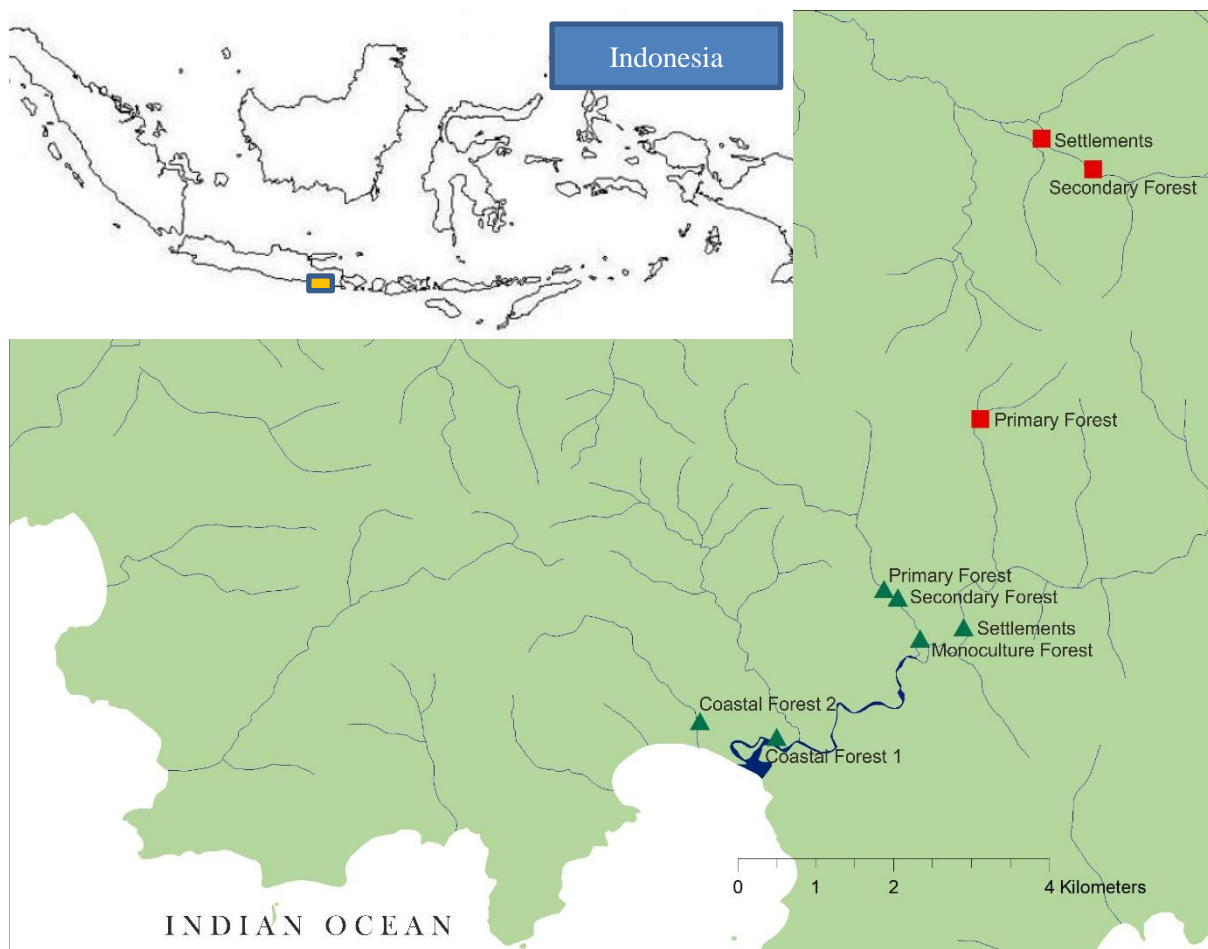 Indonesia
Settlements
Secondary Forest
Primary Forest
Primary Forest
Secondary Forest
Settlements
Monoculture Forest
Coastal Forest 2
Coastal Forest 1
0 1 2 4 Kilometers
INDIAN OCEAN